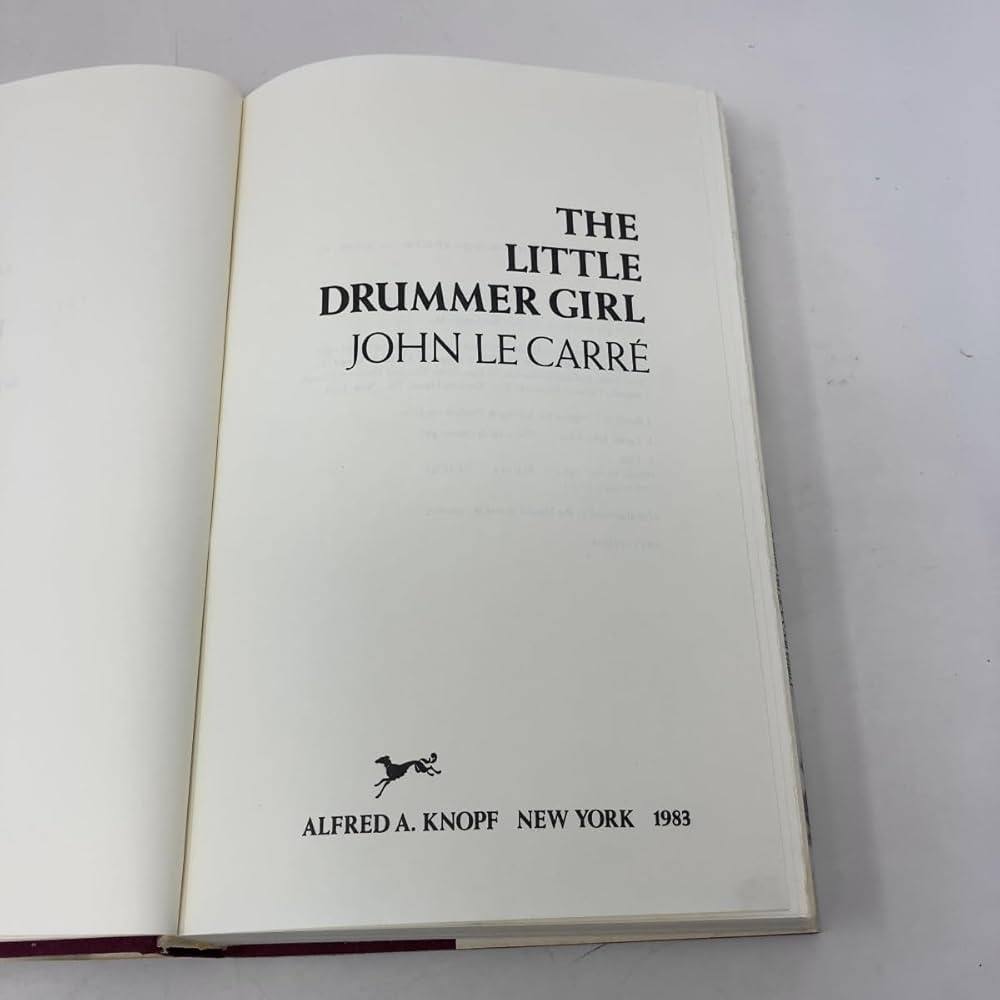 THE
LITTLE
DRUMMER GIRL
JOHN LE CARRÉ
ALFRED A. KNOPF NEW YORK 1983